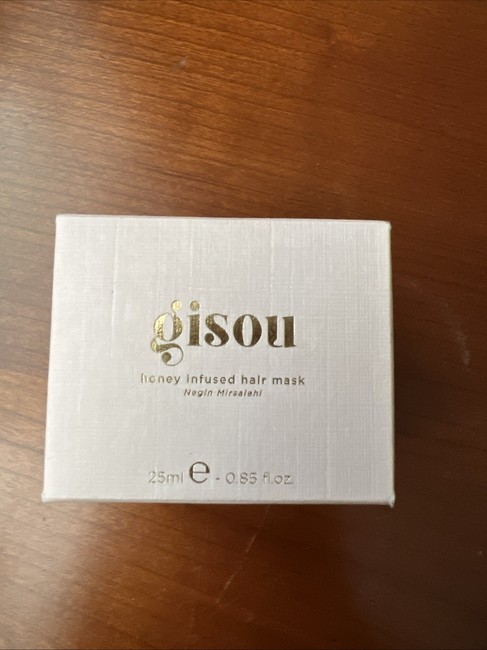 gisou
honey infused hair mask
Negin Mirsalehi
25ml ℮ - 0.85 fl.oz